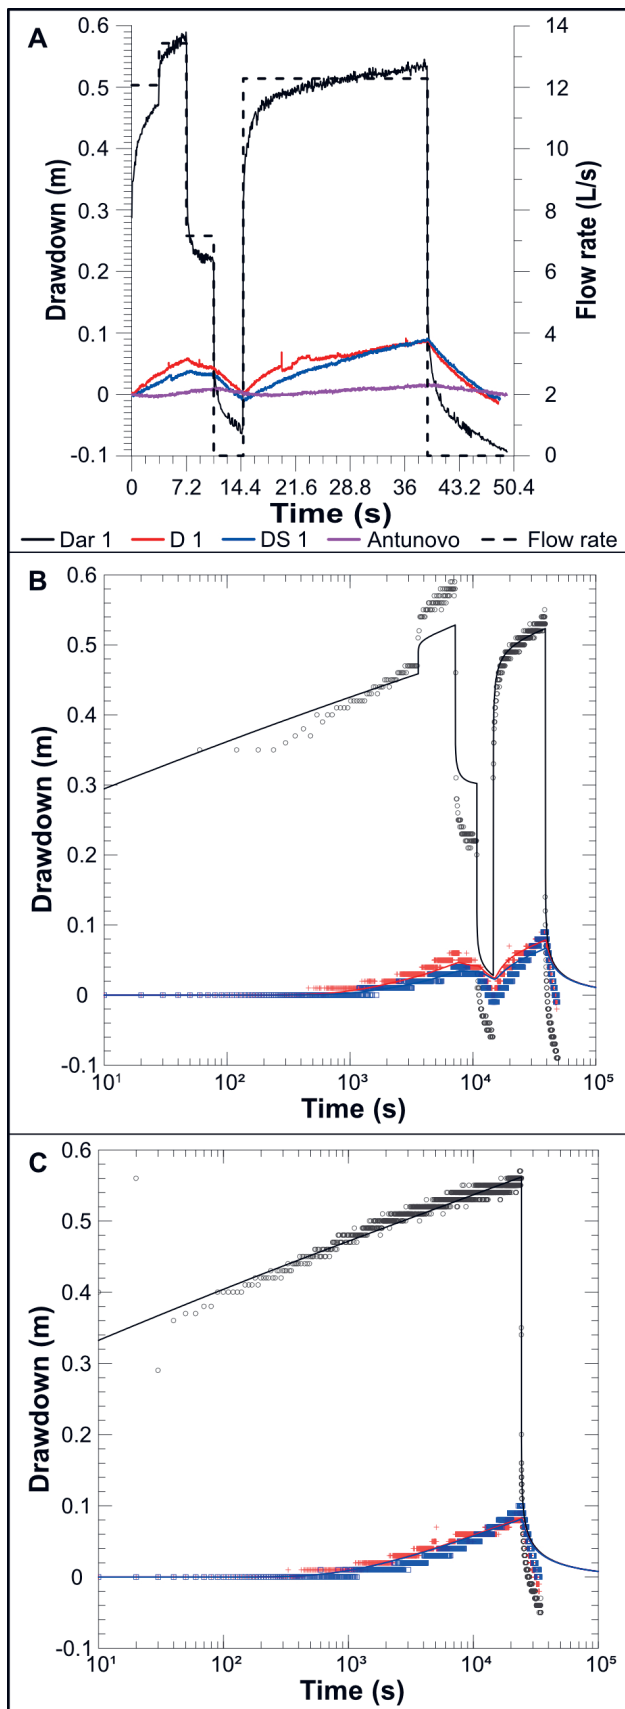 A
0.6
0.5
0.4
0.3
0.2
0.1
0
-0.1
Drawdown (m)
14
12
10
8
6
4
2
0
Flow rate (L/s)
0 7.2 14.4 21.6 28.8 36 43.2 50.4
Time (s)
Dar 1 D 1 DS 1 Antunovo Flow rate
B
0.6
0.5
0.4
0.3
0.2
0.1
0
-0.1
Drawdown (m)
10¹ 10² 10³ 10⁴ 10⁵
Time (s)
C
0.6
0.5
0.4
0.3
0.2
0.1
0
-0.1
Drawdown (m)
10¹ 10² 10³ 10⁴ 10⁵
Time (s)